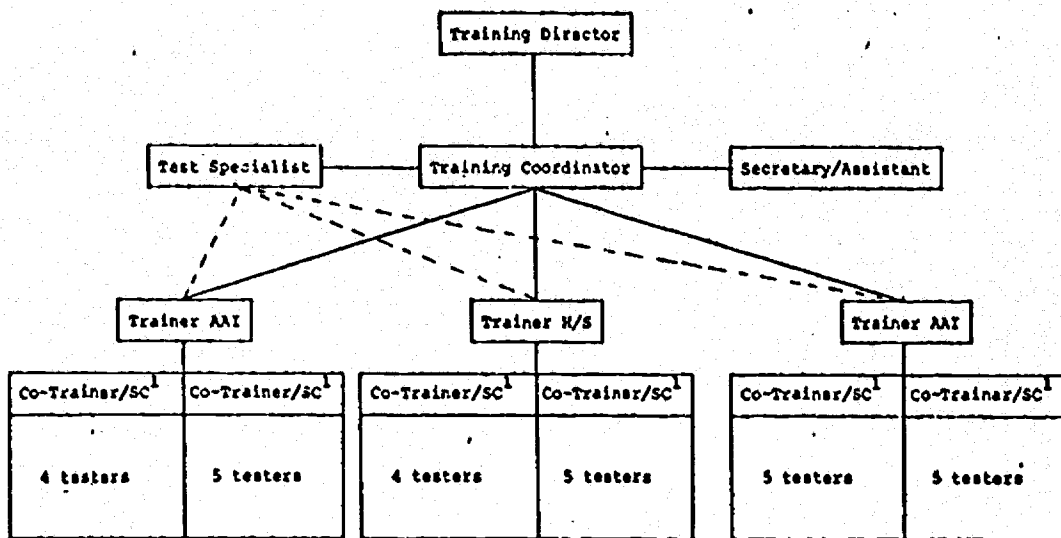 Training Director
Test Specialist Training Coordinator Secretary/Assistant
Trainer AAI Trainer H/S Trainer AAI
Co-Trainer/SC¹ Co-Trainer/SC¹ Co-Trainer/SC¹ Co-Trainer/SC¹ Co-Trainer/SC¹ Co-Trainer/SC¹
4 testers 5 testers 4 testers 5 testers 5 testers 5 testers